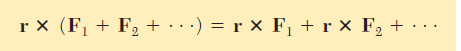 r × (F₁ + F₂ + · · ·) = r × F₁ + r × F₂ + · · ·